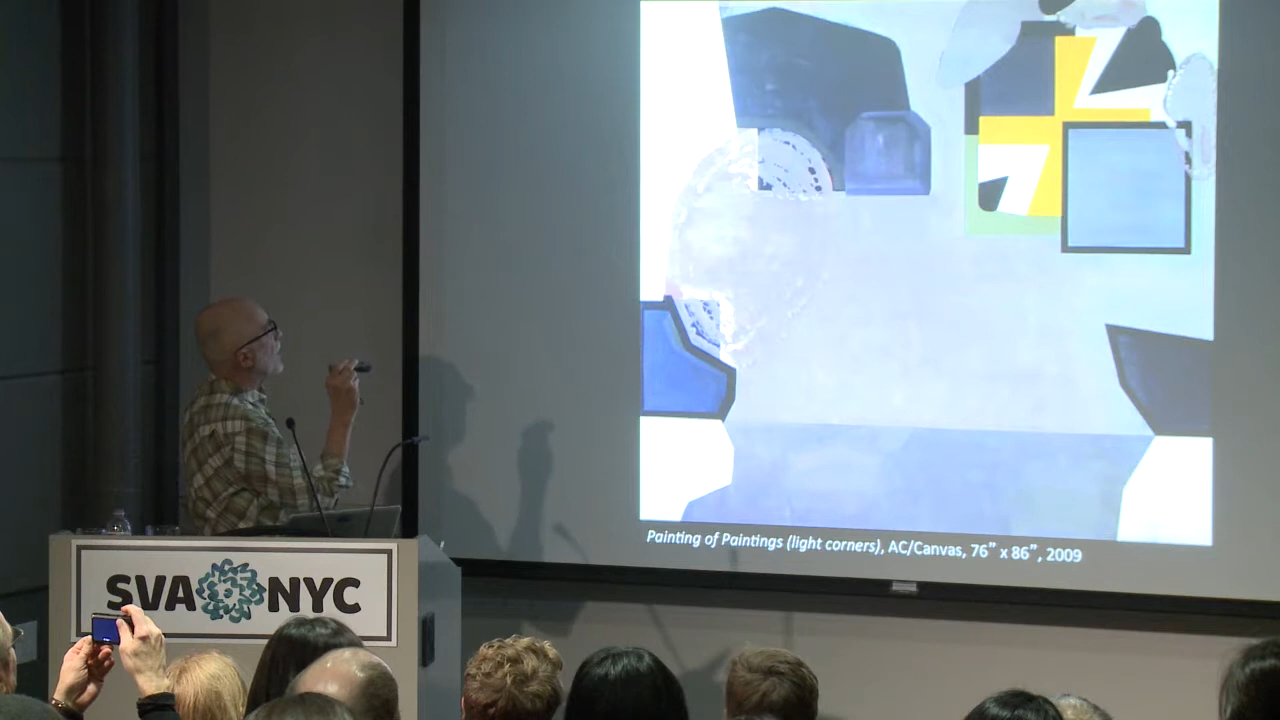 Painting of Paintings (light corners), AC/Canvas, 76” x 86”, 2009
SVA NYC